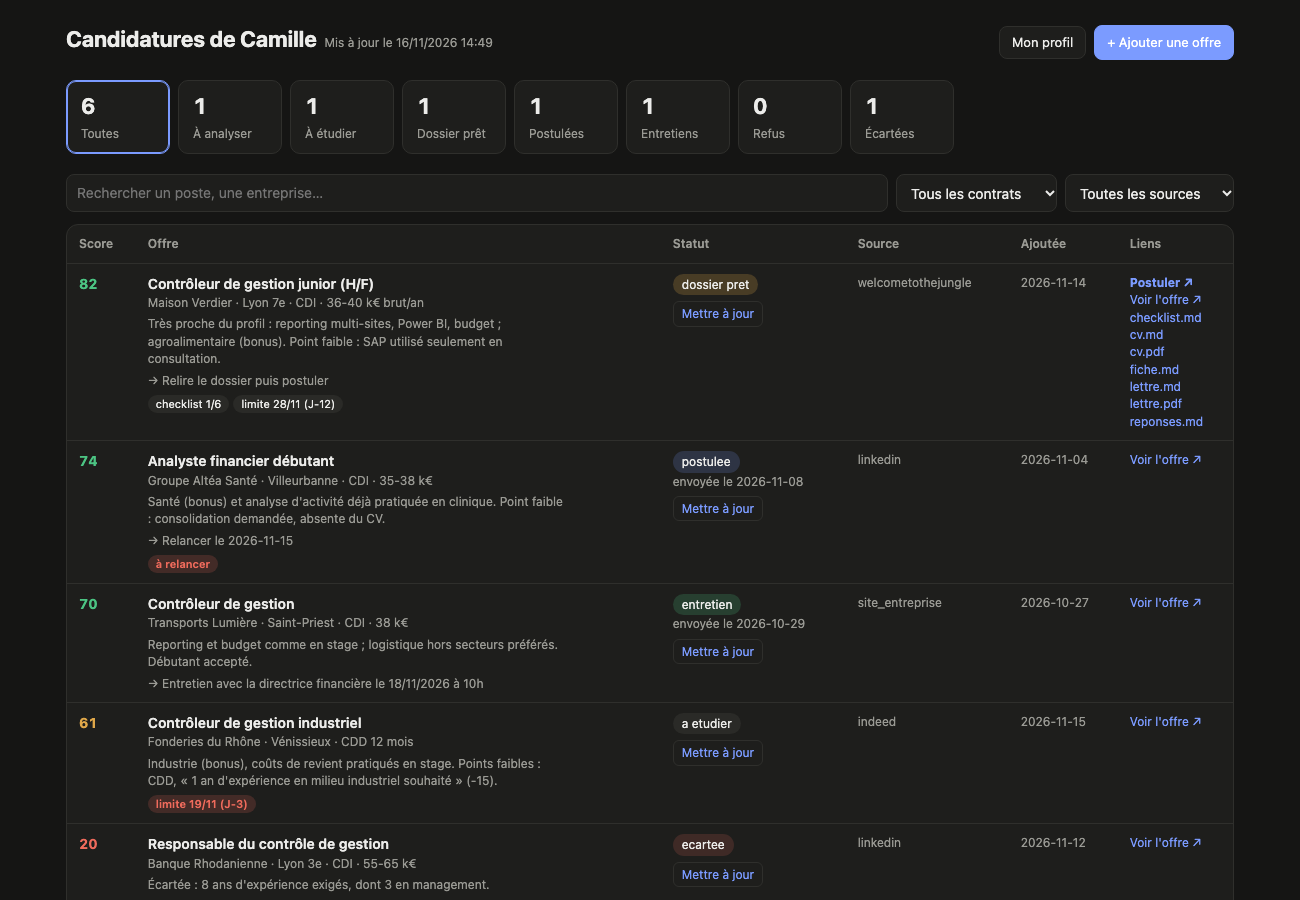 Candidatures de Camille Mis à jour le 16/11/2026 14:49
Mon profil
+ Ajouter une offre
6
Toutes
1
À analyser
1
À étudier
1
Dossier prêt
1
Postulées
1
Entretiens
0
Refus
1
Écartées
Rechercher un poste, une entreprise...
Tous les contrats
Toutes les sources
Score Offre Statut Source Ajoutée Liens
82
Contrôleur de gestion junior (H/F)
Maison Verdier · Lyon 7e · CDI · 36-40 k€ brut/an
Très proche du profil : reporting multi-sites, Power BI, budget ;
agroalimentaire (bonus). Point faible : SAP utilisé seulement en
consultation.
→ Relire le dossier puis postuler
checklist 1/6 limite 28/11 (J-12)
dossier pret
Mettre à jour
welcometothejungle
2026-11-14
Postuler ↗
Voir l'offre ↗
checklist.md
cv.md
cv.pdf
fiche.md
lettre.md
lettre.pdf
reponses.md
74
Analyste financier débutant
Groupe Altéa Santé · Villeurbanne · CDI · 35-38 k€
Santé (bonus) et analyse d'activité déjà pratiquée en clinique. Point faible
: consolidation demandée, absente du CV.
→ Relancer le 2026-11-15
à relancer
postulee
envoyée le 2026-11-08
Mettre à jour
linkedin
2026-11-04
Voir l'offre ↗
70
Contrôleur de gestion
Transports Lumière · Saint-Priest · CDI · 38 k€
Reporting et budget comme en stage ; logistique hors secteurs préférés.
Débutant accepté.
→ Entretien avec la directrice financière le 18/11/2026 à 10h
entretien
envoyée le 2026-10-29
Mettre à jour
site_entreprise
2026-10-27
Voir l'offre ↗
61
Contrôleur de gestion industriel
Fonderies du Rhône · Vénissieux · CDD 12 mois
Industrie (bonus), coûts de revient pratiqués en stage. Points faibles :
CDD, « 1 an d'expérience en milieu industriel souhaité » (-15).
limite 19/11 (J-3)
a etudier
Mettre à jour
indeed
2026-11-15
Voir l'offre ↗
20
Responsable du contrôle de gestion
Banque Rhodanienne · Lyon 3e · CDI · 55-65 k€
Écartée : 8 ans d'expérience exigés, dont 3 en management.
ecartee
Mettre à jour
linkedin
2026-11-12
Voir l'offre ↗